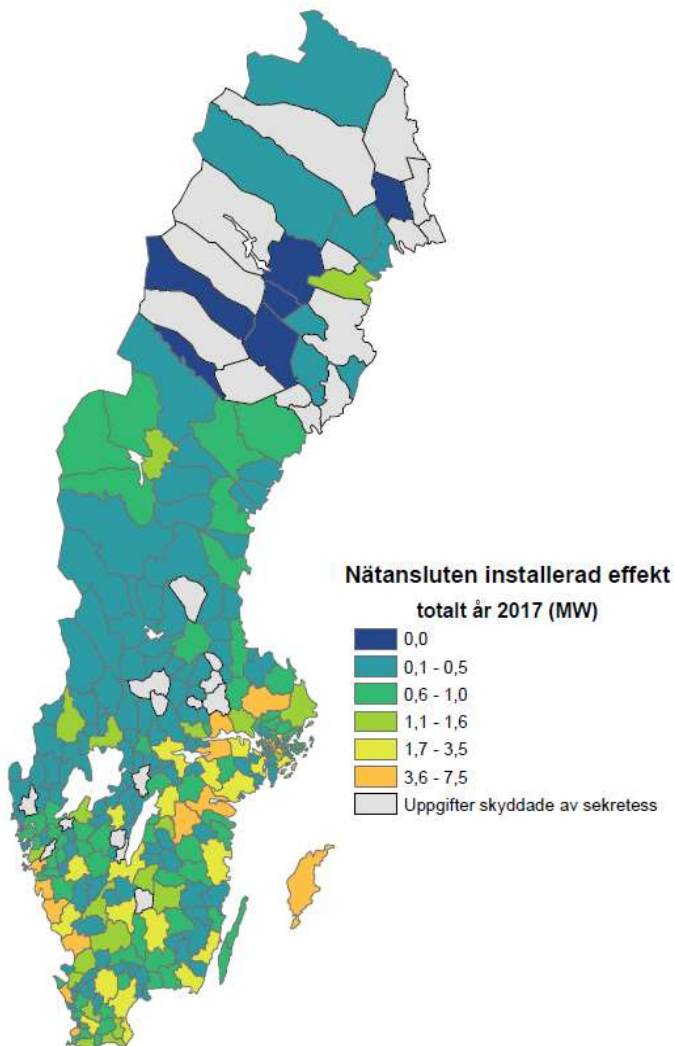 Nätansluten installerad effekt
totalt år 2017 (MW)
0,0
0,1 - 0,5
0,6 - 1,0
1,1 - 1,6
1,7 - 3,5
3,6 - 7,5
Uppgifter skyddade av sekretess